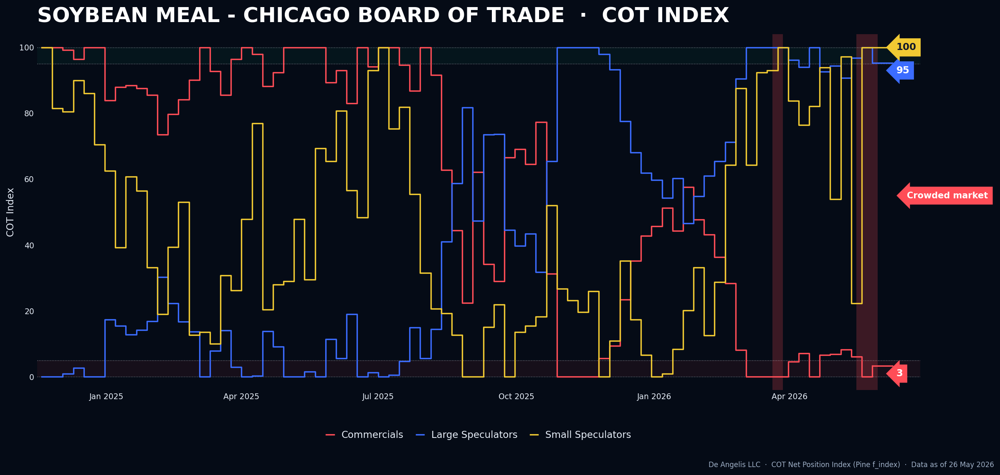 SOYBEAN MEAL - CHICAGO BOARD OF TRADE · COT INDEX
100
80
60
40
20
0
COT Index
100
95
Crowded market
3
Jan 2025
Apr 2025
Jul 2025
Oct 2025
Jan 2026
Apr 2026
Commercials
Large Speculators
Small Speculators
De Angelis LLC · COT Net Position Index (Pine f_index) · Data as of 26 May 2026